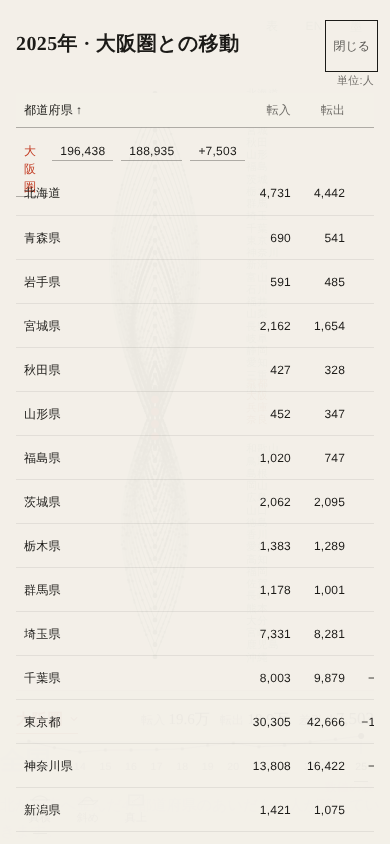 2025年 · 大阪圏との移動
閉じる
単位:人
都道府県 ↑ 転入 転出
大阪圏 196,438 188,935 +7,503
北海道 4,731 4,442
青森県 690 541
岩手県 591 485
宮城県 2,162 1,654
秋田県 427 328
山形県 452 347
福島県 1,020 747
茨城県 2,062 2,095
栃木県 1,383 1,289
群馬県 1,178 1,001
埼玉県 7,331 8,281
千葉県 8,003 9,879 −
東京都 30,305 42,666 −1
神奈川県 13,808 16,422 −
新潟県 1,421 1,075